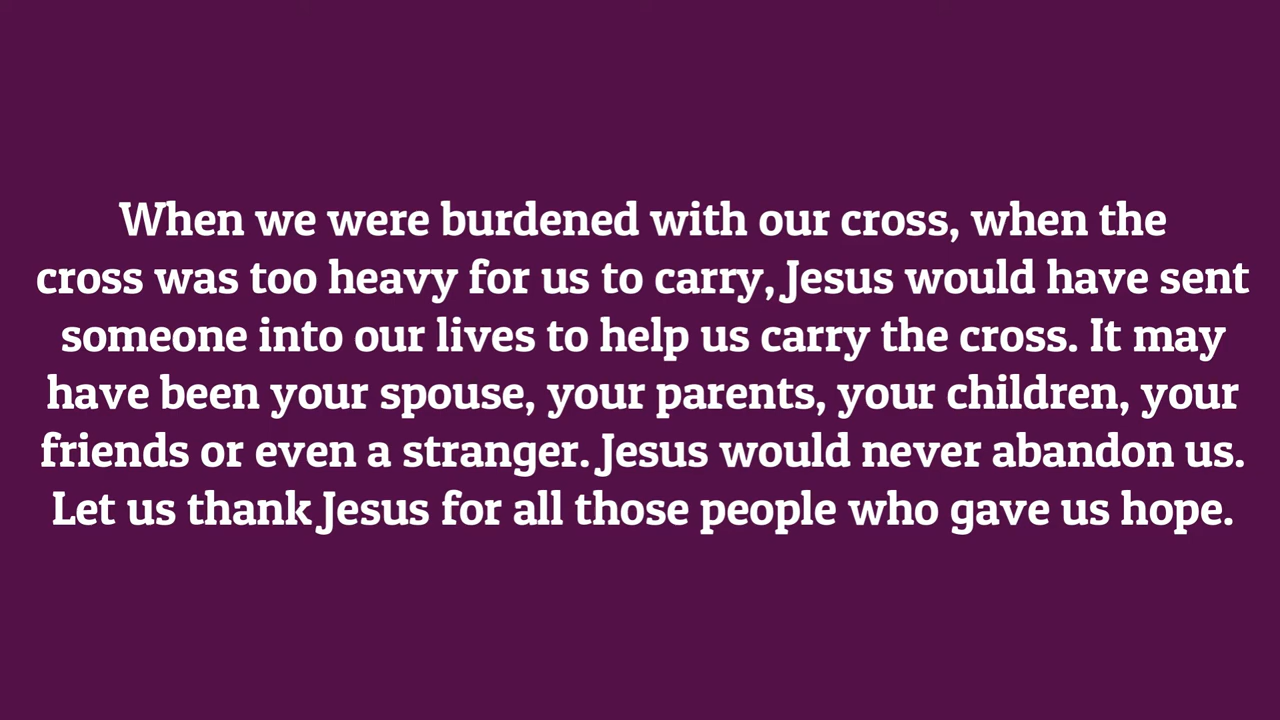 When we were burdened with our cross, when the
cross was too heavy for us to carry, Jesus would have sent
someone into our lives to help us carry the cross. It may
have been your spouse, your parents, your children, your
friends or even a stranger. Jesus would never abandon us.
Let us thank Jesus for all those people who gave us hope.